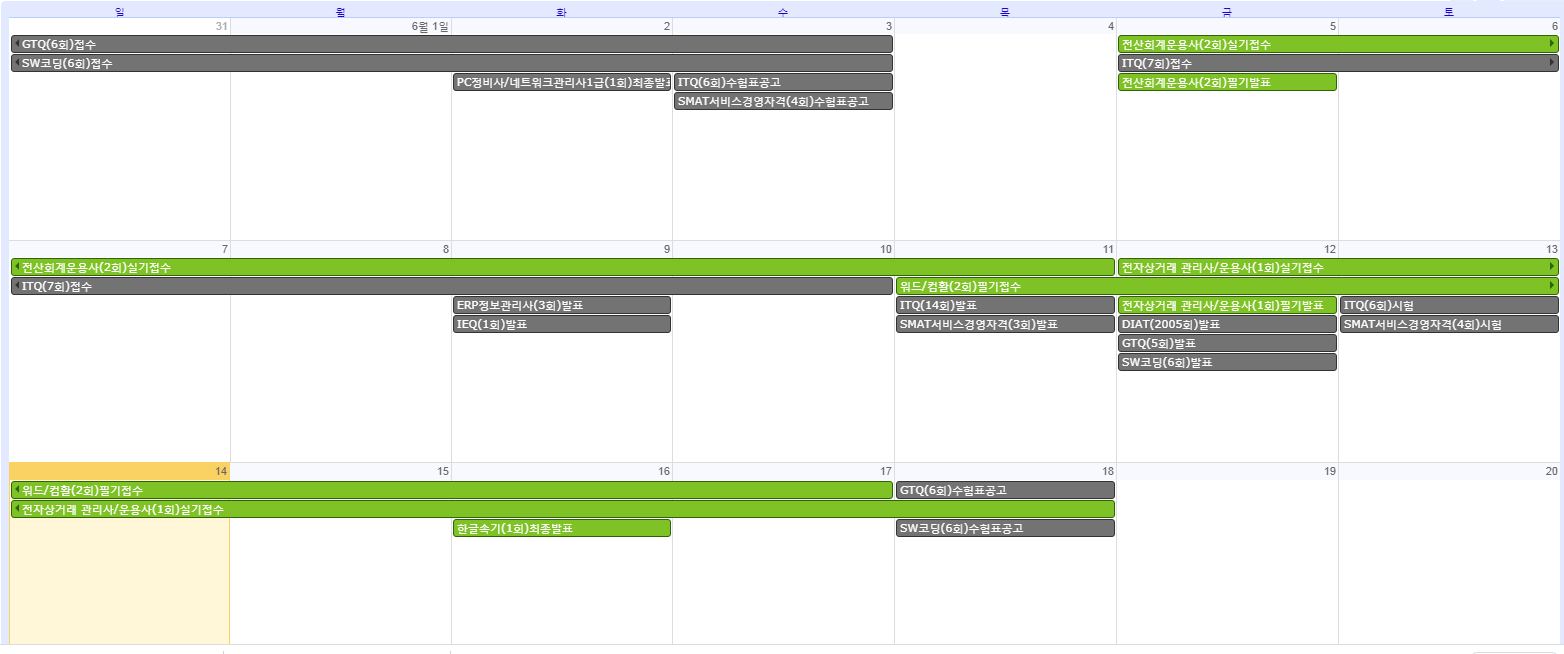 일 월 화 수 목 금 토
31 6월 1일 2 3 4 5 6
GTQ(6회)접수 전산회계운용사(2회)실기접수
SW코딩(6회)접수 ITQ(7회)접수
PC정비사/네트워크관리사1급(1회)최종발표 ITQ(6회)수험표공고 전산회계운용사(2회)필기발표
SMAT서비스경영자격(4회)수험표공고
7 8 9 10 11 12 13
전산회계운용사(2회)실기접수 전자상거래 관리사/운용사(1회)실기접수
ITQ(7회)접수 워드/컴활(2회)필기접수
ERP정보관리사(3회)발표 ITQ(14회)발표 전자상거래 관리사/운용사(1회)필기발표 ITQ(6회)시험
IEQ(1회)발표 SMAT서비스경영자격(3회)발표 DIAT(2005회)발표 SMAT서비스경영자격(4회)시험
GTQ(5회)발표
SW코딩(6회)발표
14 15 16 17 18 19 20
워드/컴활(2회)필기접수 GTQ(6회)수험표공고
전자상거래 관리사/운용사(1회)실기접수
한글속기(1회)최종발표 SW코딩(6회)수험표공고